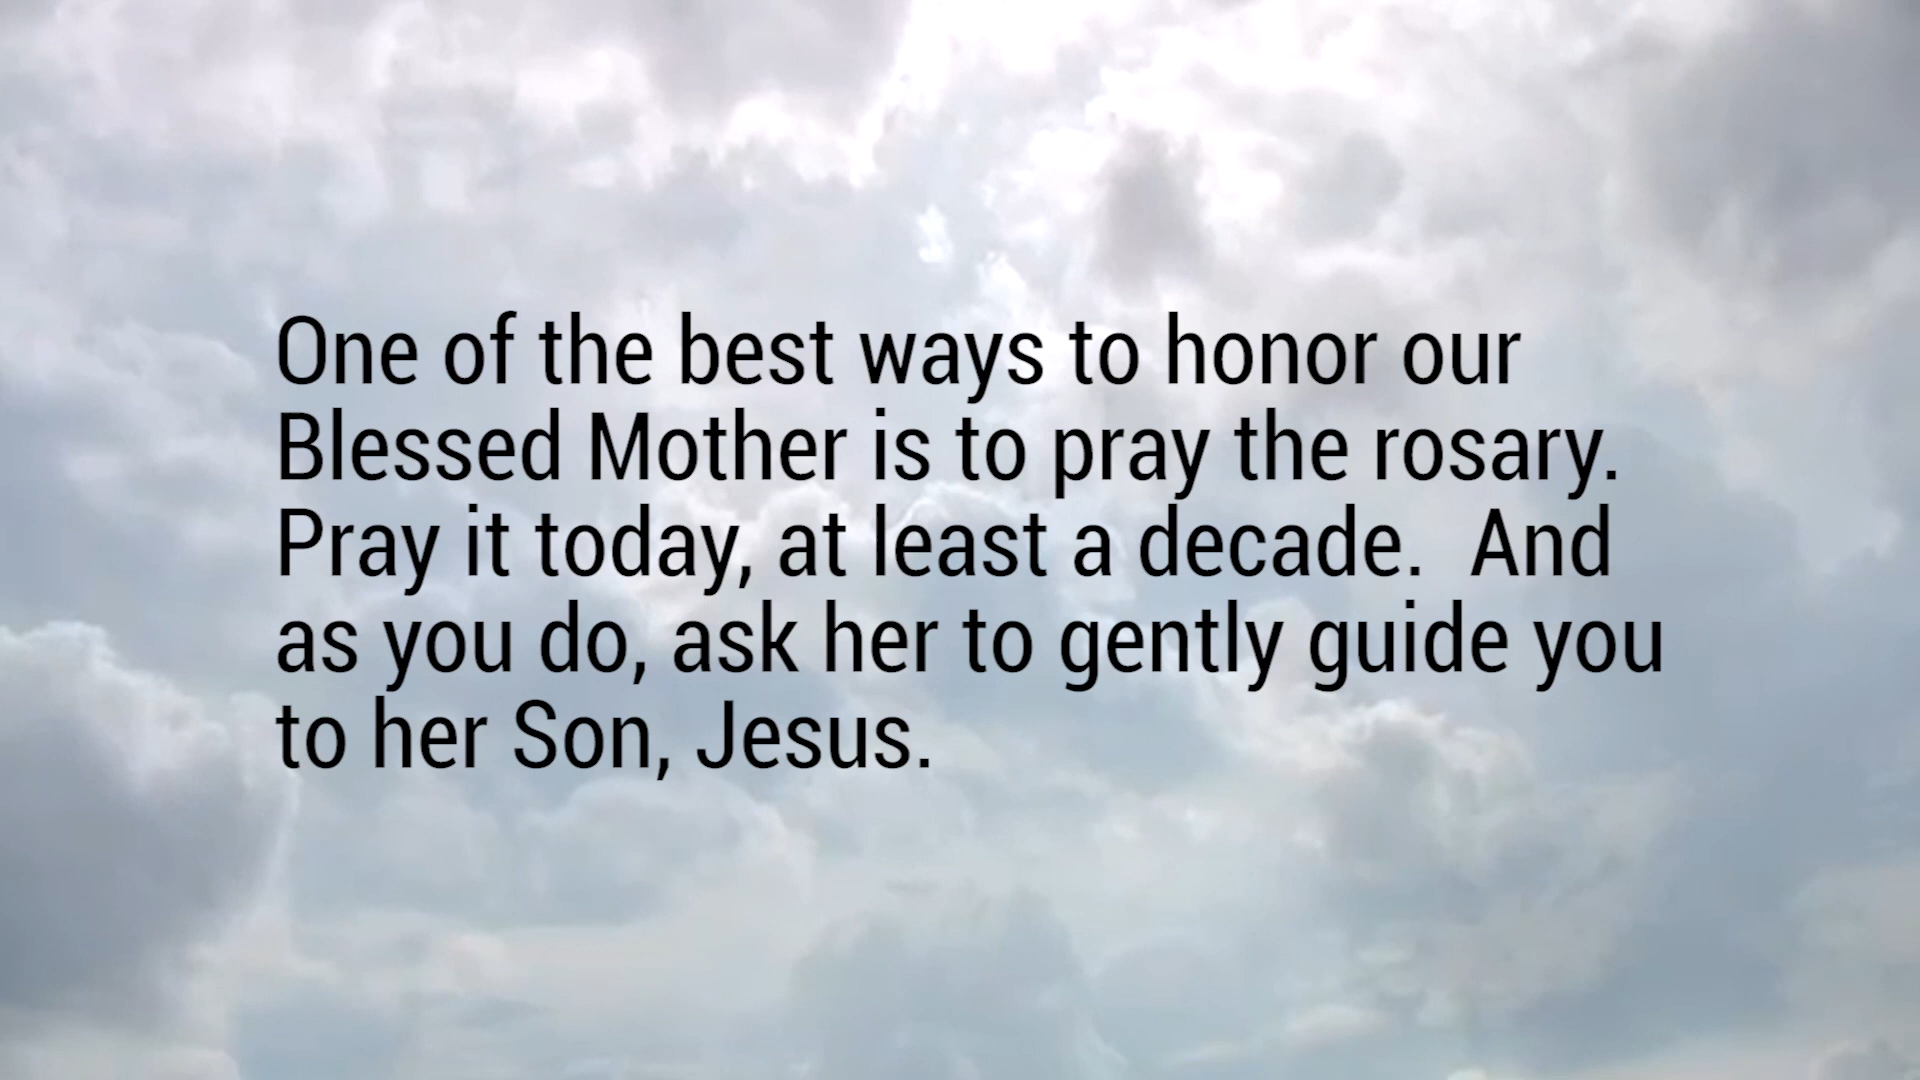 One of the best ways to honor our
Blessed Mother is to pray the rosary.
Pray it today, at least a decade.  And
as you do, ask her to gently guide you
to her Son, Jesus.